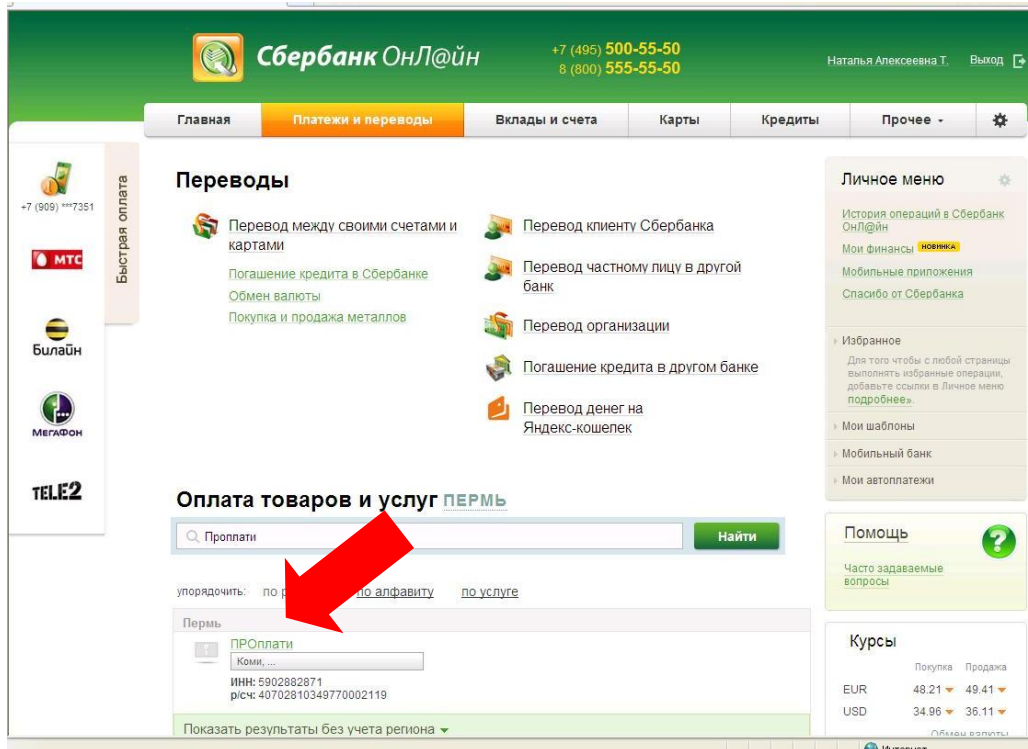 Сбербанк ОнЛ@йн
+7 (495) 500-55-50
8 (800) 555-55-50
Наталья Алексеевна Т. Выход
Главная Платежи и переводы Вклады и счета Карты Кредиты Прочее
+7 (909) ***7351
Быстрая оплата
МТС
Билайн
МЕГАФОН
TELE2
Переводы
Перевод между своими счетами и
картами
Погашение кредита в Сбербанке
Обмен валюты
Покупка и продажа металлов
Перевод клиенту Сбербанка
Перевод частному лицу в другой
банк
Перевод организации
Погашение кредита в другом банке
Перевод денег на
Яндекс-кошелек
Оплата товаров и услуг ПЕРМЬ
Проплати Найти
упорядочить: по алфавиту по услуге
Пермь
ПРОплати
Коми, ...
ИНН: 5902882871
р/сч: 40702810349770002119
Показать результаты без учета региона
Личное меню
История операций в Сбербанк
ОнЛ@йн
Мои финансы НОВИНКА
Мобильные приложения
Спасибо от Сбербанка
Избранное
Для того чтобы с любой страницы
выполнять избранные операции,
добавьте ссылки в Личное меню
подробнее».
Мои шаблоны
Мобильный банк
Мои автоплатежи
Помощь
Часто задаваемые
вопросы
Курсы
Покупка Продажа
EUR 48.21 49.41
USD 34.96 36.11
Обмен валюты